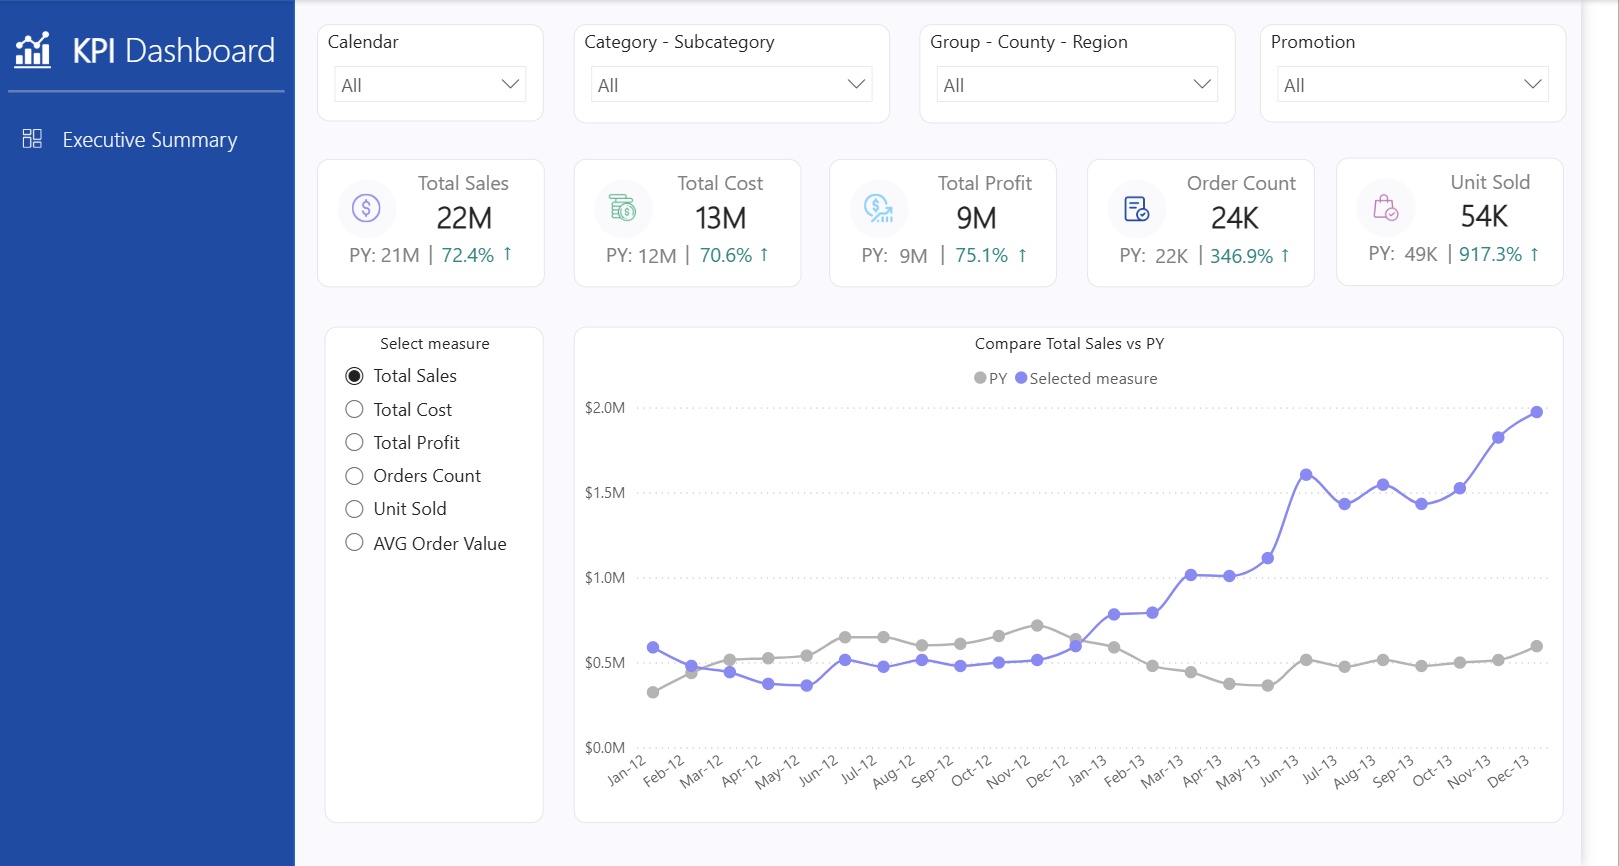 KPI Dashboard
Executive Summary
Calendar
All
Category - Subcategory
All
Group - County - Region
All
Promotion
All
Total Sales
22M
PY: 21M | 72.4% ↑
Total Cost
13M
PY: 12M | 70.6% ↑
Total Profit
9M
PY: 9M | 75.1% ↑
Order Count
24K
PY: 22K | 346.9% ↑
Unit Sold
54K
PY: 49K | 917.3% ↑
Select measure
Total Sales
Total Cost
Total Profit
Orders Count
Unit Sold
AVG Order Value
Compare Total Sales vs PY
PY Selected measure
$2.0M
$1.5M
$1.0M
$0.5M
$0.0M
Jan-12 Feb-12 Mar-12 Apr-12 May-12 Jun-12 Jul-12 Aug-12 Sep-12 Oct-12 Nov-12 Dec-12 Jan-13 Feb-13 Mar-13 Apr-13 May-13 Jun-13 Jul-13 Aug-13 Sep-13 Oct-13 Nov-13 Dec-13